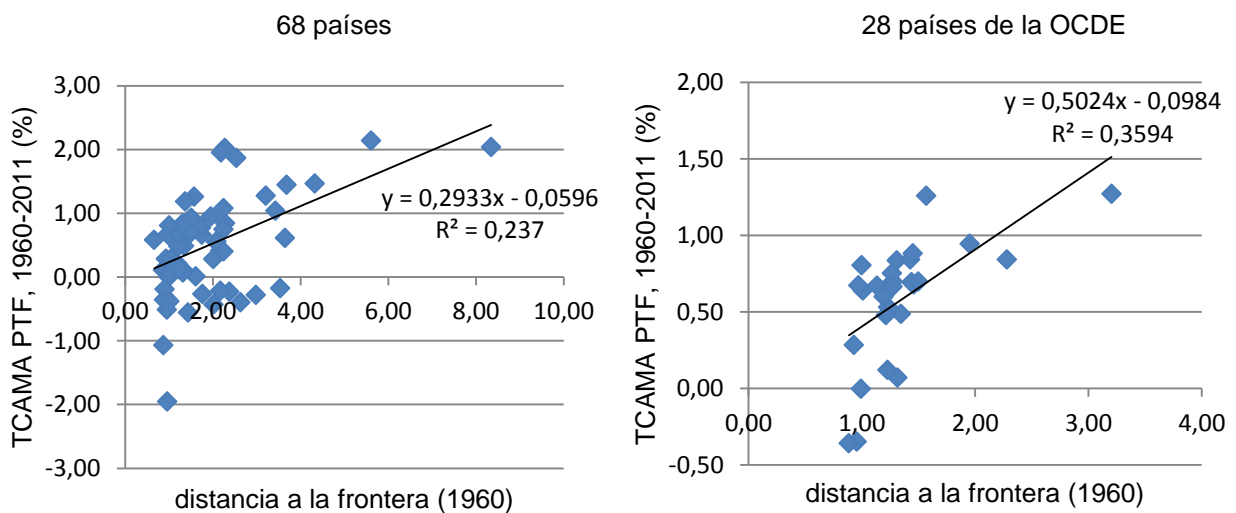 68 países
TCAMA PTF, 1960-2011 (%)
3,00
2,00
1,00
0,00
-1,00
-2,00
-3,00
y = 0,2933x - 0,0596
R² = 0,237
0,00 2,00 4,00 6,00 8,00 10,00
distancia a la frontera (1960)
28 países de la OCDE
TCAMA PTF, 1960-2011 (%)
2,00
1,50
1,00
0,50
0,00
-0,50
y = 0,5024x - 0,0984
R² = 0,3594
0,00 1,00 2,00 3,00 4,00
distancia a la frontera (1960)